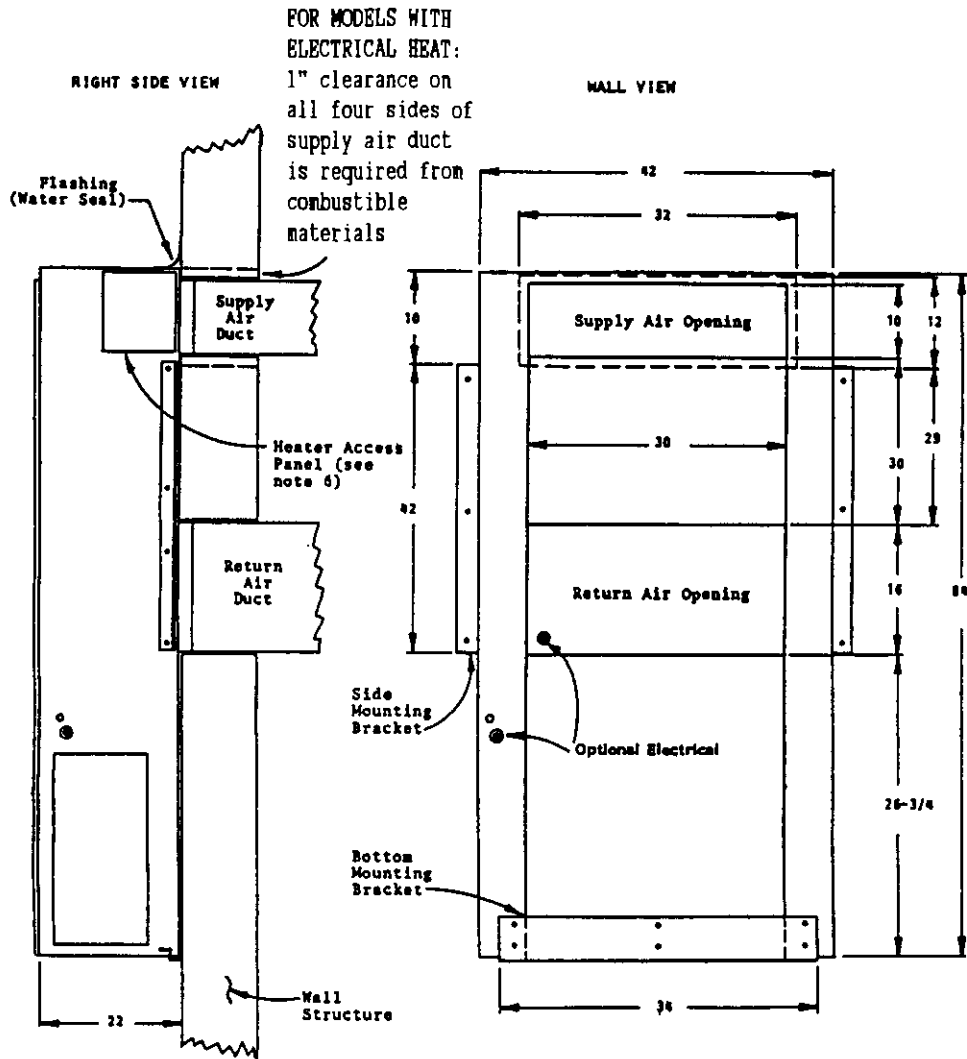 FOR MODELS WITH
ELECTRICAL HEAT:
1" clearance on
all four sides of
supply air duct
is required from
combustible
materials
RIGHT SIDE VIEW
WALL VIEW
Flashing
(Water Seal)
42
32
Supply
Air
Duct
Supply Air Opening
10
12
Heater Access
Panel (see
note 6)
30
29
30
42
Return
Air
Duct
Return Air Opening
16
84
Side
Mounting
Bracket
Optional Electrical
26-3/4
Bottom
Mounting
Bracket
Wall
Structure
22
34